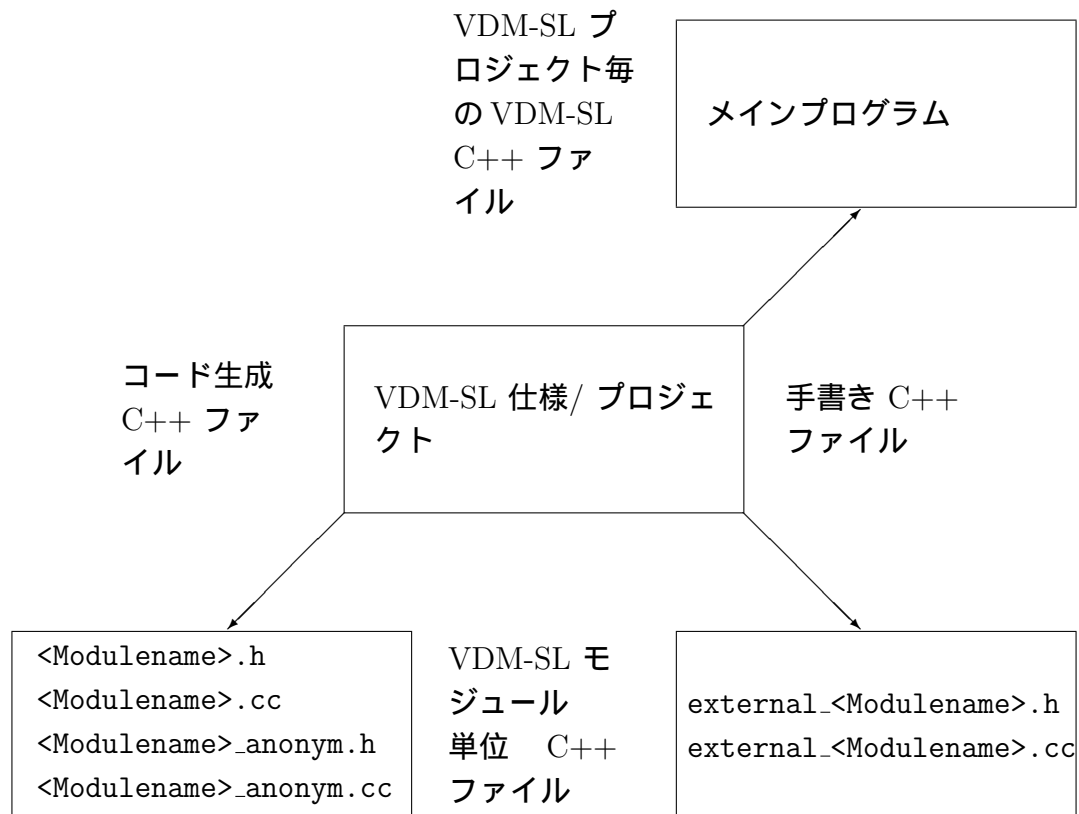 VDM-SL プ
ロジェクト毎
の VDM-SL
C++ ファ
イル
メインプログラム
コード生成
C++ ファ
イル
VDM-SL 仕様/ プロジェ
クト
手書き C++
ファイル
<Modulename>.h
<Modulename>.cc
<Modulename>_anonym.h
<Modulename>_anonym.cc
VDM-SL モ
ジュール
単位　C++
ファイル
external_<Modulename>.h
external_<Modulename>.cc